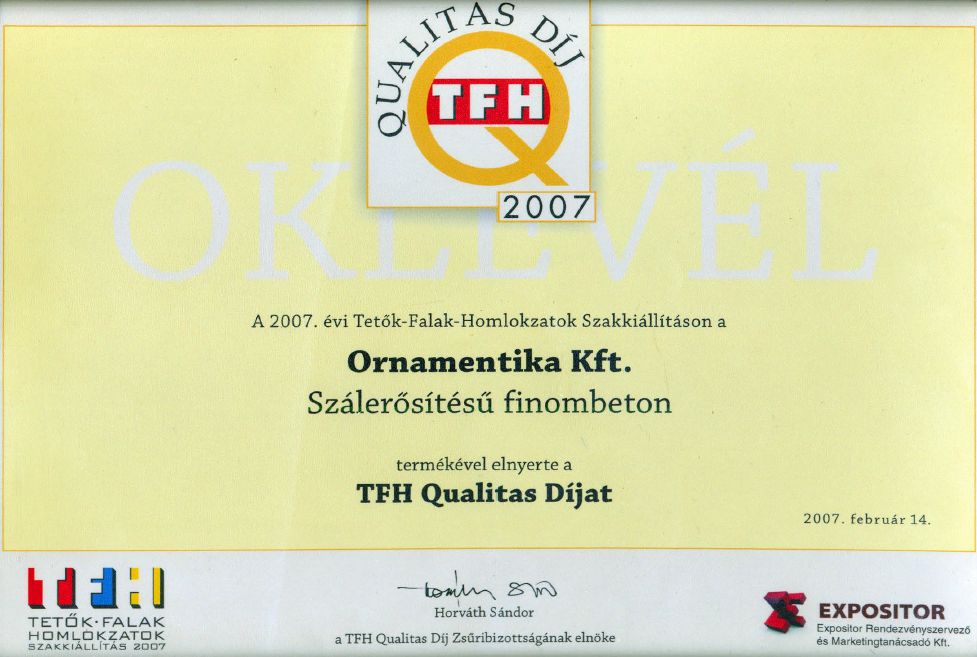 QUALITAS DÍJ
TFH
2007
OKLEVÉL
A 2007. évi Tetők-Falak-Homlokzatok Szakkiállításon a
Ornamentika Kft.
Szálerősítésű finombeton
termékével elnyerte a
TFH Qualitas Díjat
2007. február 14.
TFH
TETŐK·FALAK
HOMLOKZATOK
SZAKKIÁLLÍTÁS 2007
Horváth Sándor
a TFH Qualitas Díj Zsűribizottságának elnöke
EXPOSITOR
Expositor Rendezvényszervező
és Marketingtanácsadó Kft.